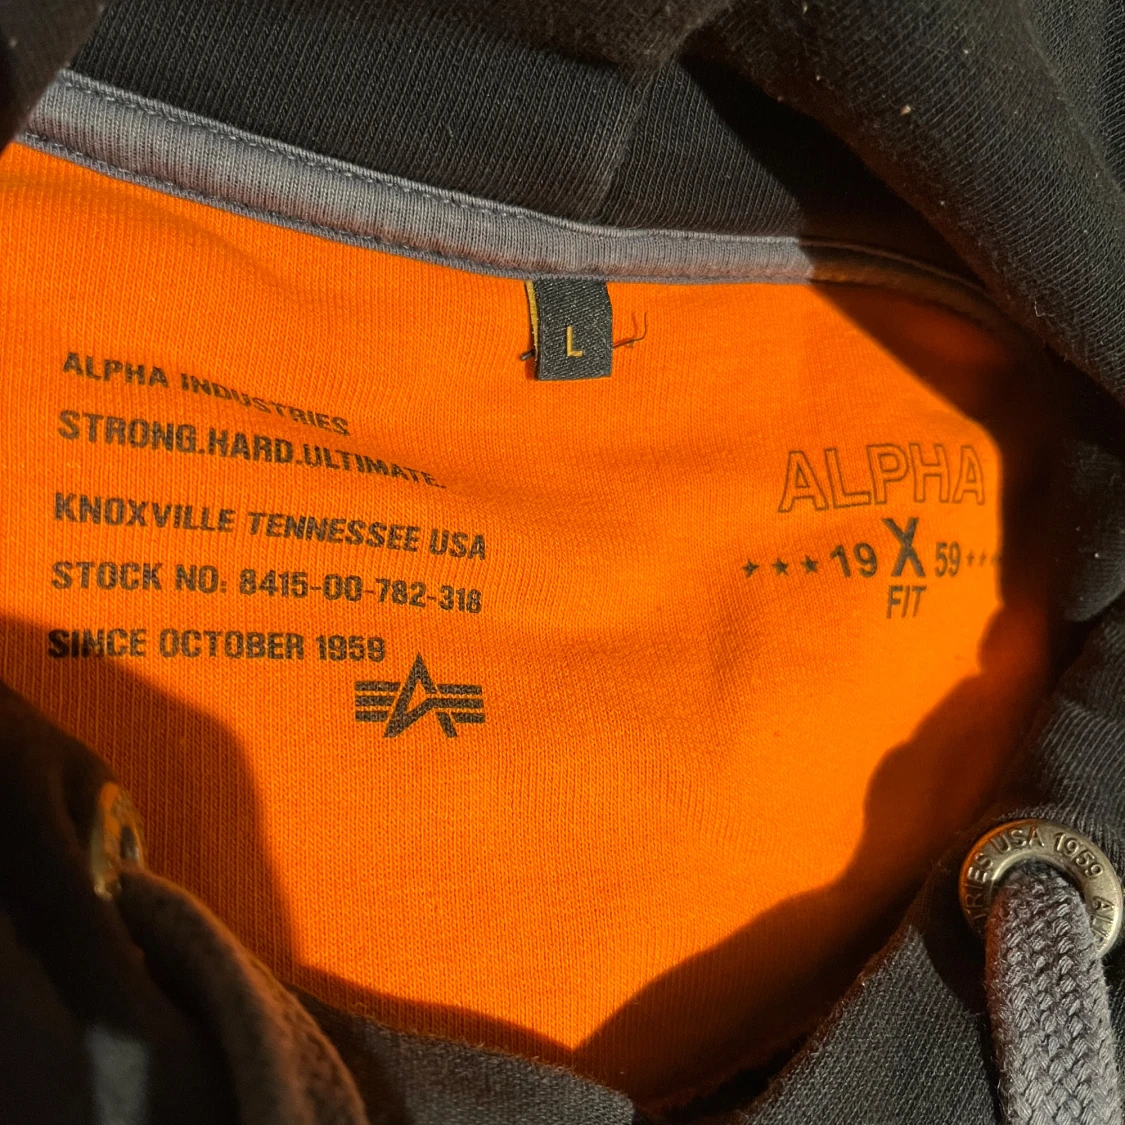 L
ALPHA INDUSTRIES
STRONG.HARD.ULTIMATE.
KNOXVILLE TENNESSEE USA
STOCK NO: 8415-00-782-318
SINCE OCTOBER 1959
ALPHA
19 X 59
FIT
USA 1959